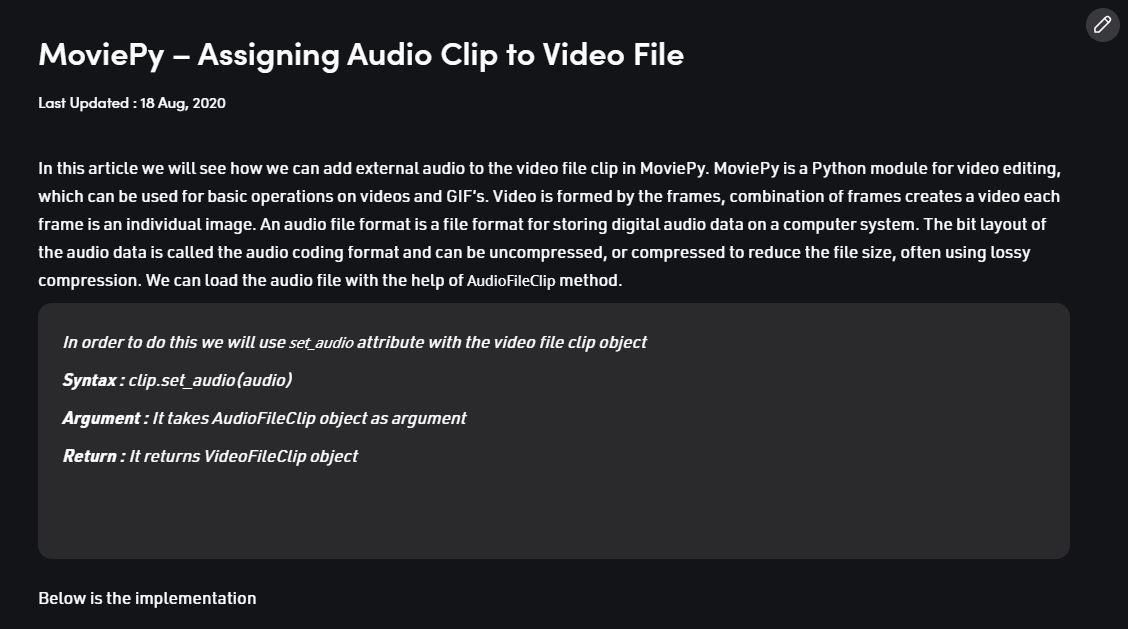 MoviePy – Assigning Audio Clip to Video File
Last Updated : 18 Aug, 2020
In this article we will see how we can add external audio to the video file clip in MoviePy. MoviePy is a Python module for video editing,
which can be used for basic operations on videos and GIF's. Video is formed by the frames, combination of frames creates a video each
frame is an individual image. An audio file format is a file format for storing digital audio data on a computer system. The bit layout of
the audio data is called the audio coding format and can be uncompressed, or compressed to reduce the file size, often using lossy
compression. We can load the audio file with the help of AudioFileClip method.
In order to do this we will use set_audio attribute with the video file clip object
Syntax : clip.set_audio(audio)
Argument : It takes AudioFileClip object as argument
Return : It returns VideoFileClip object
Below is the implementation